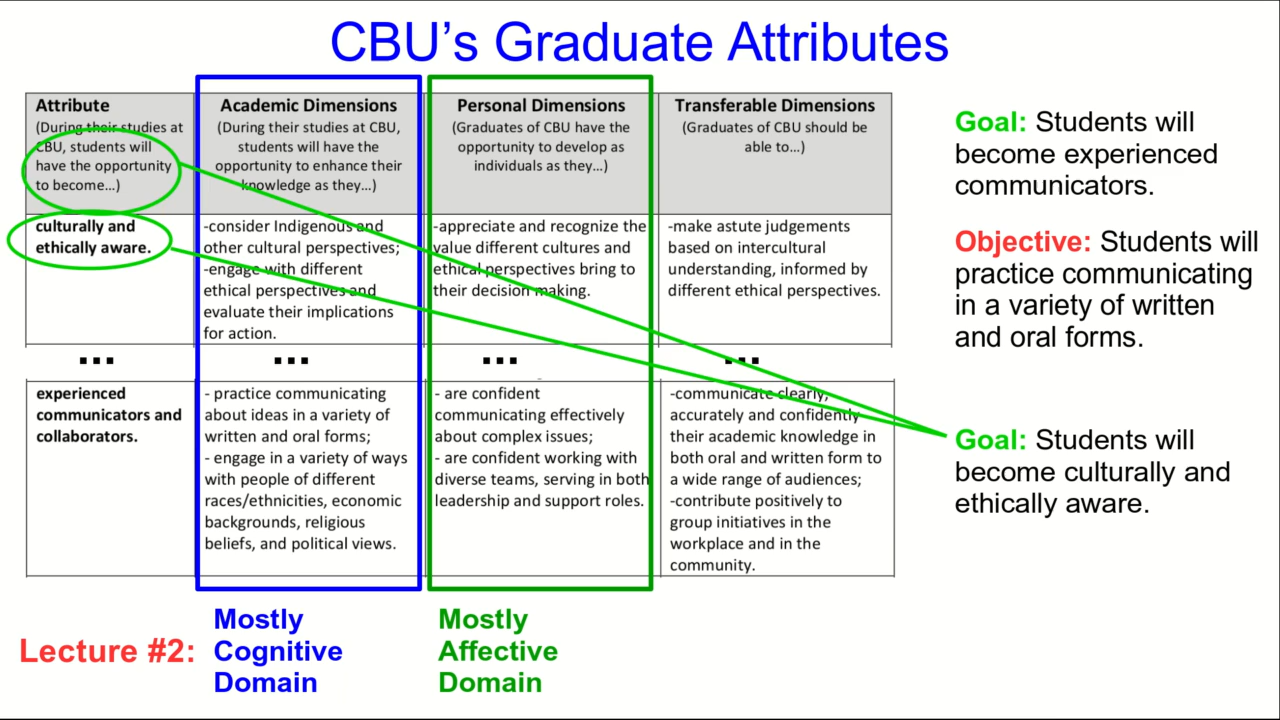 CBU's Graduate Attributes
Attribute
(During their studies at
CBU, students will
have the opportunity
to become…)
Academic Dimensions
(During their studies at CBU,
students will have the
opportunity to enhance their
knowledge as they…)
Personal Dimensions
(Graduates of CBU have the
opportunity to develop as
individuals as they…)
Transferable Dimensions
(Graduates of CBU should be
able to…)
culturally and
ethically aware.
-consider Indigenous and
other cultural perspectives;
-engage with different
ethical perspectives and
evaluate their implications
for action.
-appreciate and recognize the
value different cultures and
ethical perspectives bring to
their decision making.
-make astute judgements
based on intercultural
understanding, informed by
different ethical perspectives.
... ... ... ...
experienced
communicators and
collaborators.
- practice communicating
about ideas in a variety of
written and oral forms;
- engage in a variety of ways
with people of different
races/ethnicities, economic
backgrounds, religious
beliefs, and political views.
- are confident
communicating effectively
about complex issues;
- are confident working with
diverse teams, serving in both
leadership and support roles.
-communicate clearly,
accurately and confidently
their academic knowledge in
both oral and written form to
a wide range of audiences;
-contribute positively to
group initiatives in the
workplace and in the
community.
Goal: Students will
become experienced
communicators.
Objective: Students will
practice communicating
in a variety of written
and oral forms.
Goal: Students will
become culturally and
ethically aware.
Lecture #2:
Mostly
Cognitive
Domain
Mostly
Affective
Domain